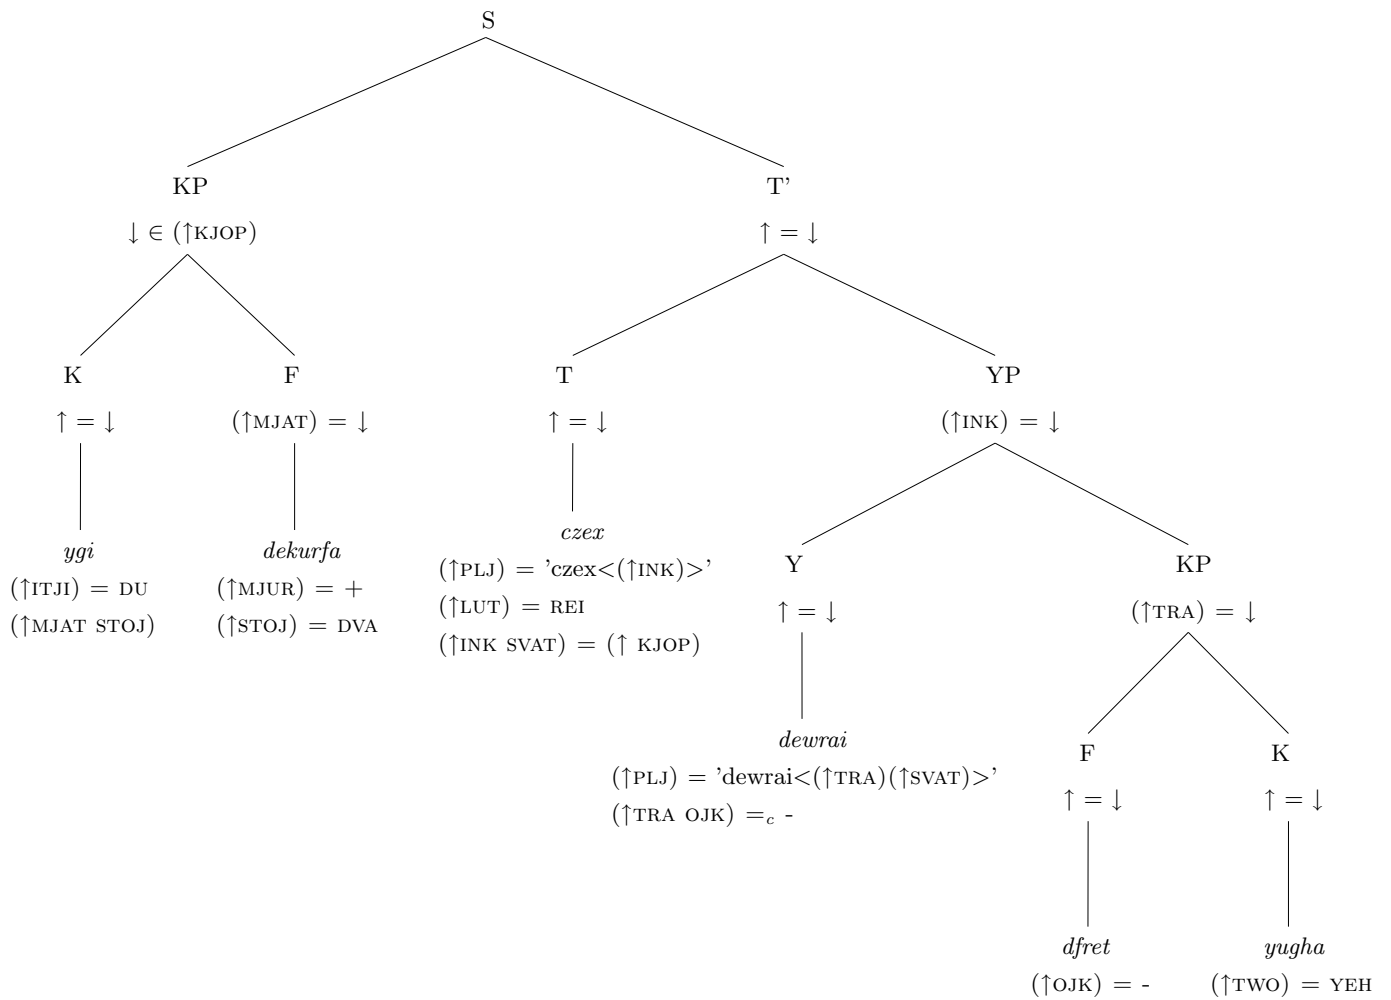 S
KP T'
↓ ∈ (↑KJOP) ↑ = ↓
K F T YP
↑ = ↓ (↑MJAT) = ↓ ↑ = ↓ (↑INK) = ↓
ygi dekurfa czex Y KP
(↑ITJI) = DU (↑MJUR) = + (↑PLJ) = 'czex<(↑INK)>' ↑ = ↓ (↑TRA) = ↓
(↑MJAT STOJ) (↑STOJ) = DVA (↑LUT) = REI
(↑INK SVAT) = (↑ KJOP)
dewrai F K
(↑PLJ) = 'dewrai<(↑TRA)(↑SVAT)>' ↑ = ↓ ↑ = ↓
(↑TRA OJK) =c -
dfret yugha
(↑OJK) = - (↑TWO) = YEH